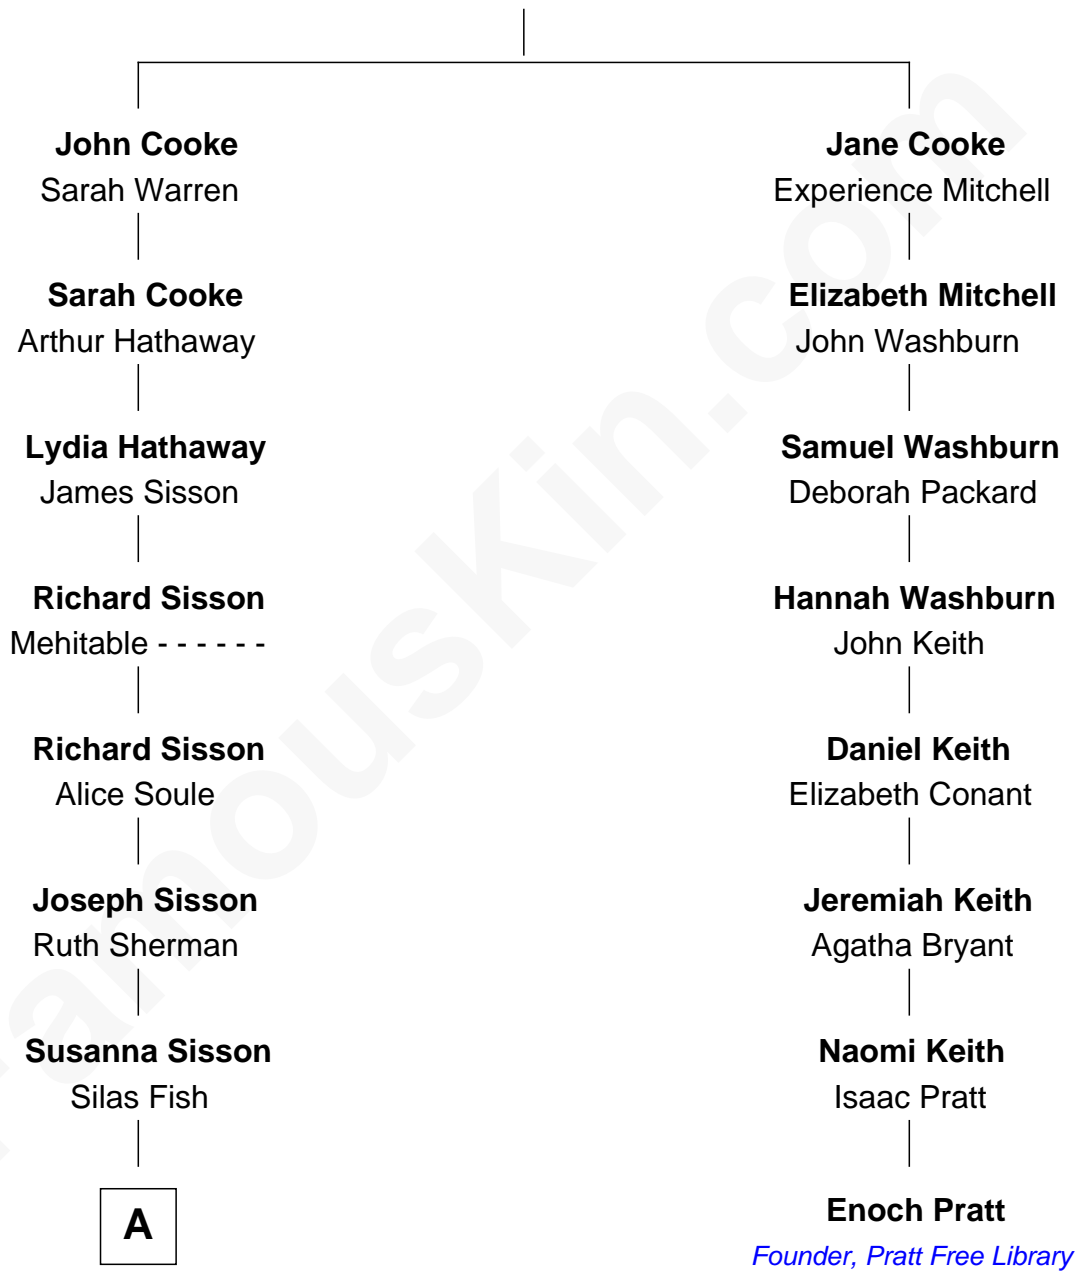 John Cooke
Sarah Warren
Jane Cooke
Experience Mitchell
Sarah Cooke
Arthur Hathaway
Elizabeth Mitchell
John Washburn
Lydia Hathaway
James Sisson
Samuel Washburn
Deborah Packard
Richard Sisson
Mehitable - - - - - -
Hannah Washburn
John Keith
Richard Sisson
Alice Soule
Daniel Keith
Elizabeth Conant
Joseph Sisson
Ruth Sherman
Jeremiah Keith
Agatha Bryant
Susanna Sisson
Silas Fish
Naomi Keith
Isaac Pratt
A
Enoch Pratt
Founder, Pratt Free Library
FamousKin.com